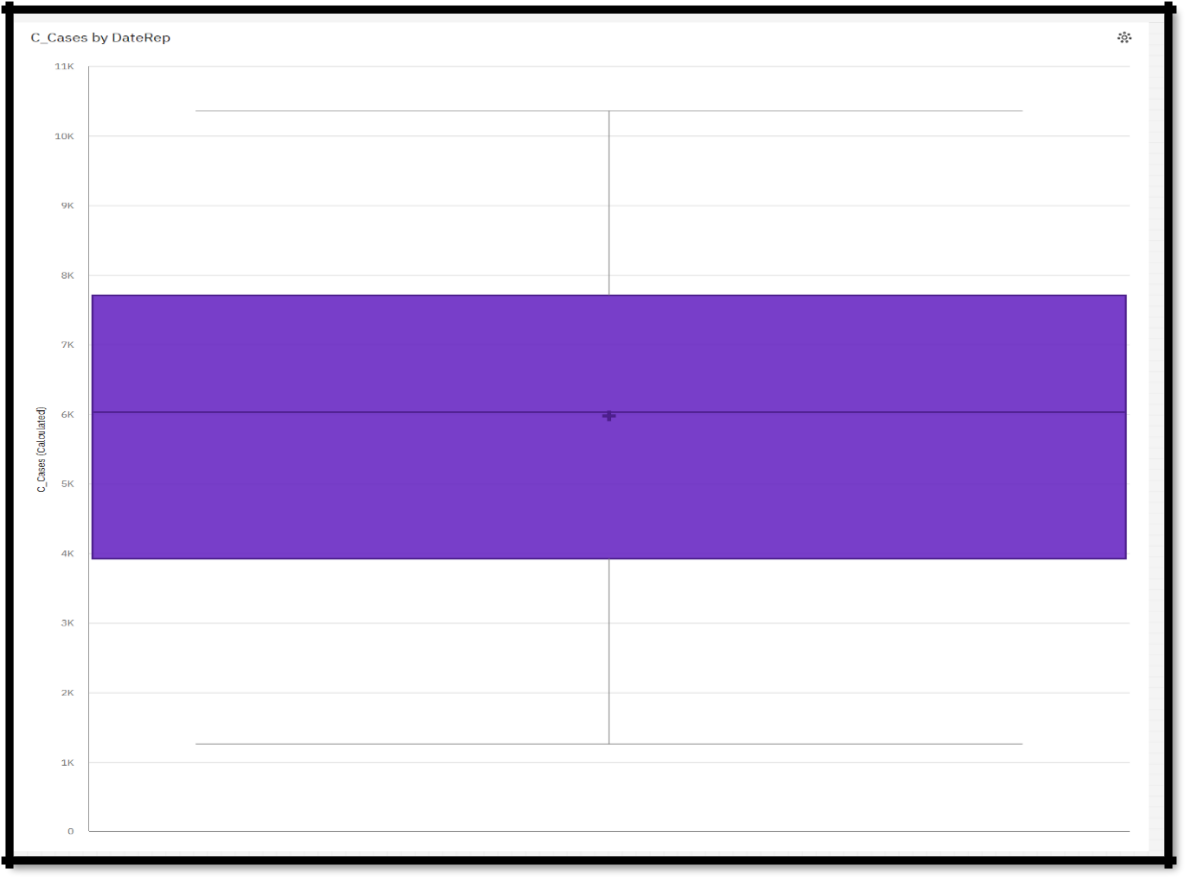 C_Cases by DateRep
11K
10K
9K
8K
7K
6K
5K
4K
3K
2K
1K
0
C_Cases (Calculated)